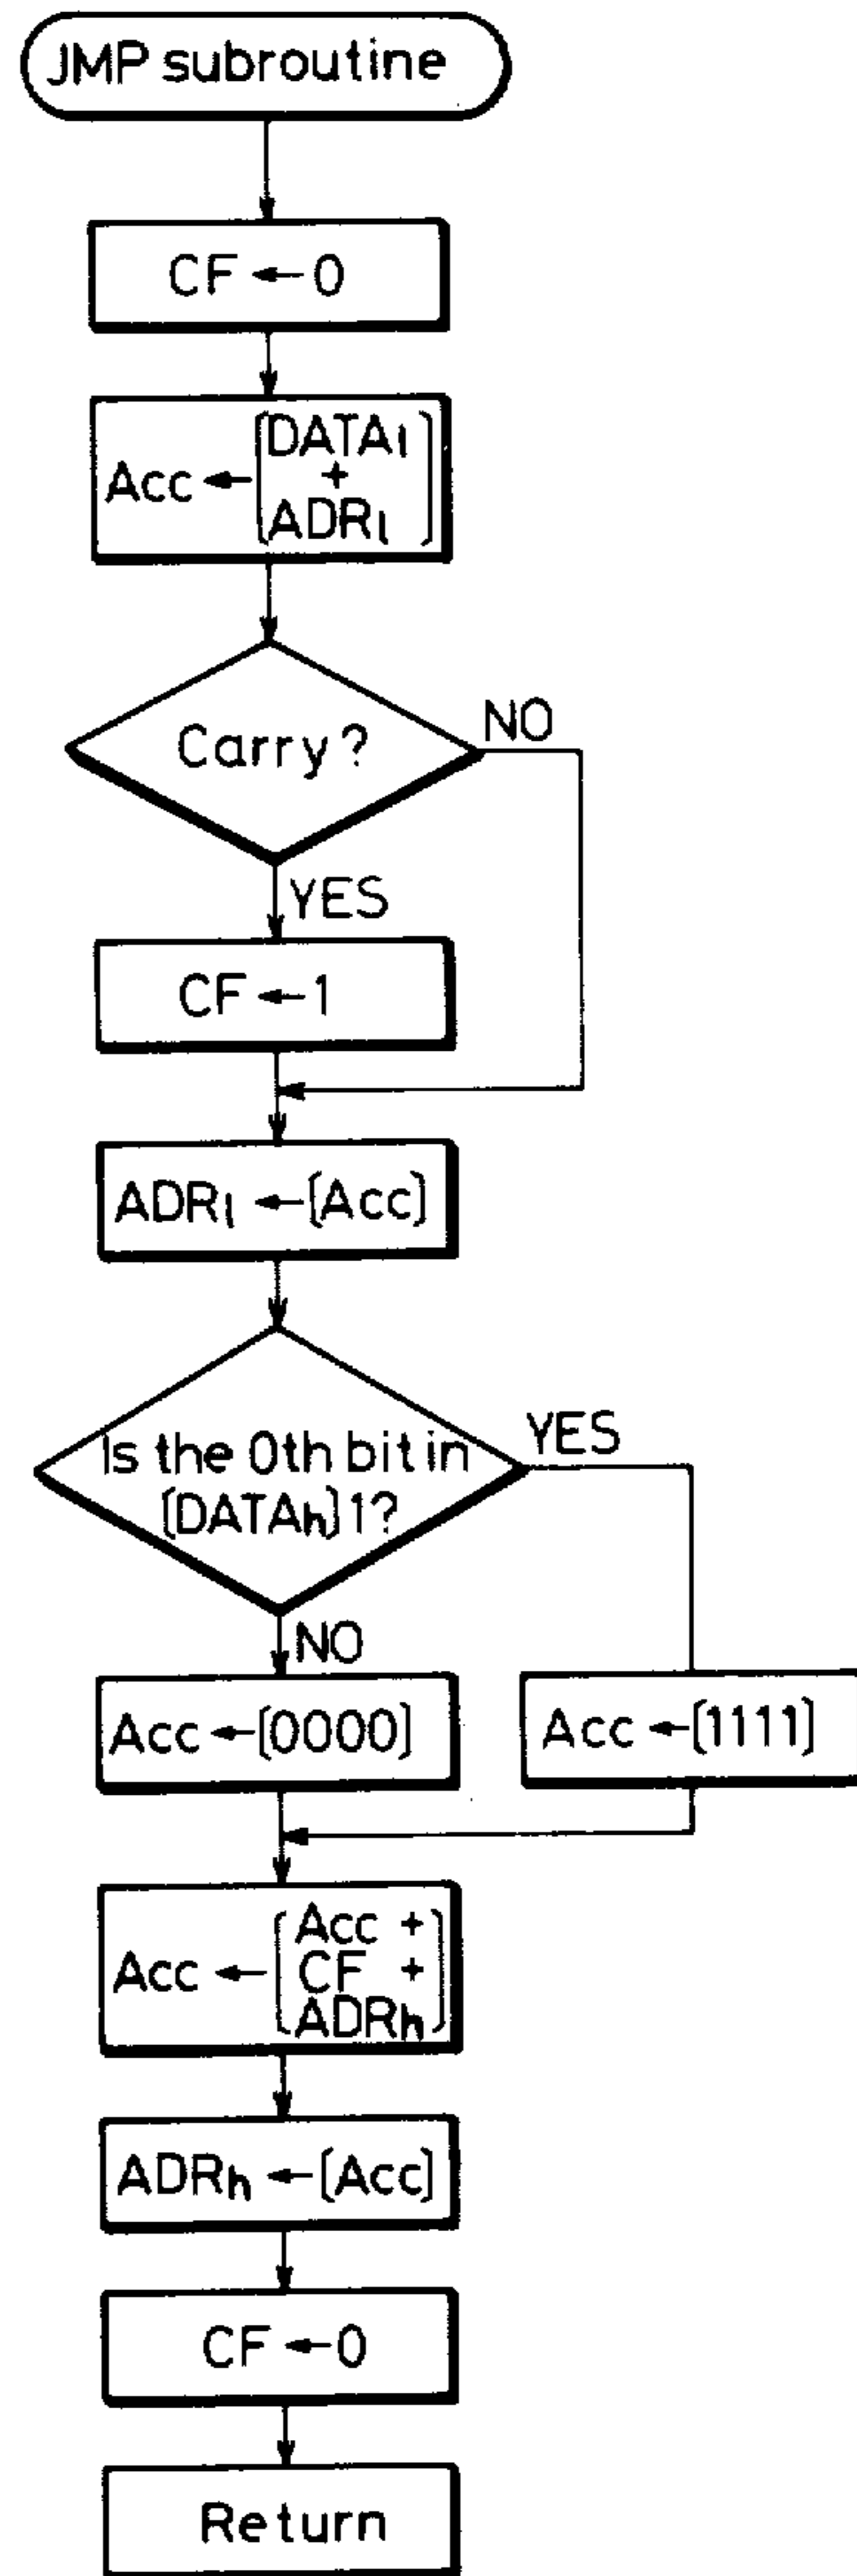 JMP subroutine
CF ← 0
Acc ← [DATAl
+
ADRl]
Carry?
NO
YES
CF ← 1
ADRl ← [Acc]
Is the 0th bit in
[DATAh] 1?
YES
NO
Acc ← [0000]
Acc ← [1111]
Acc ← [Acc +
CF +
ADRh]
ADRh ← [Acc]
CF ← 0
Return